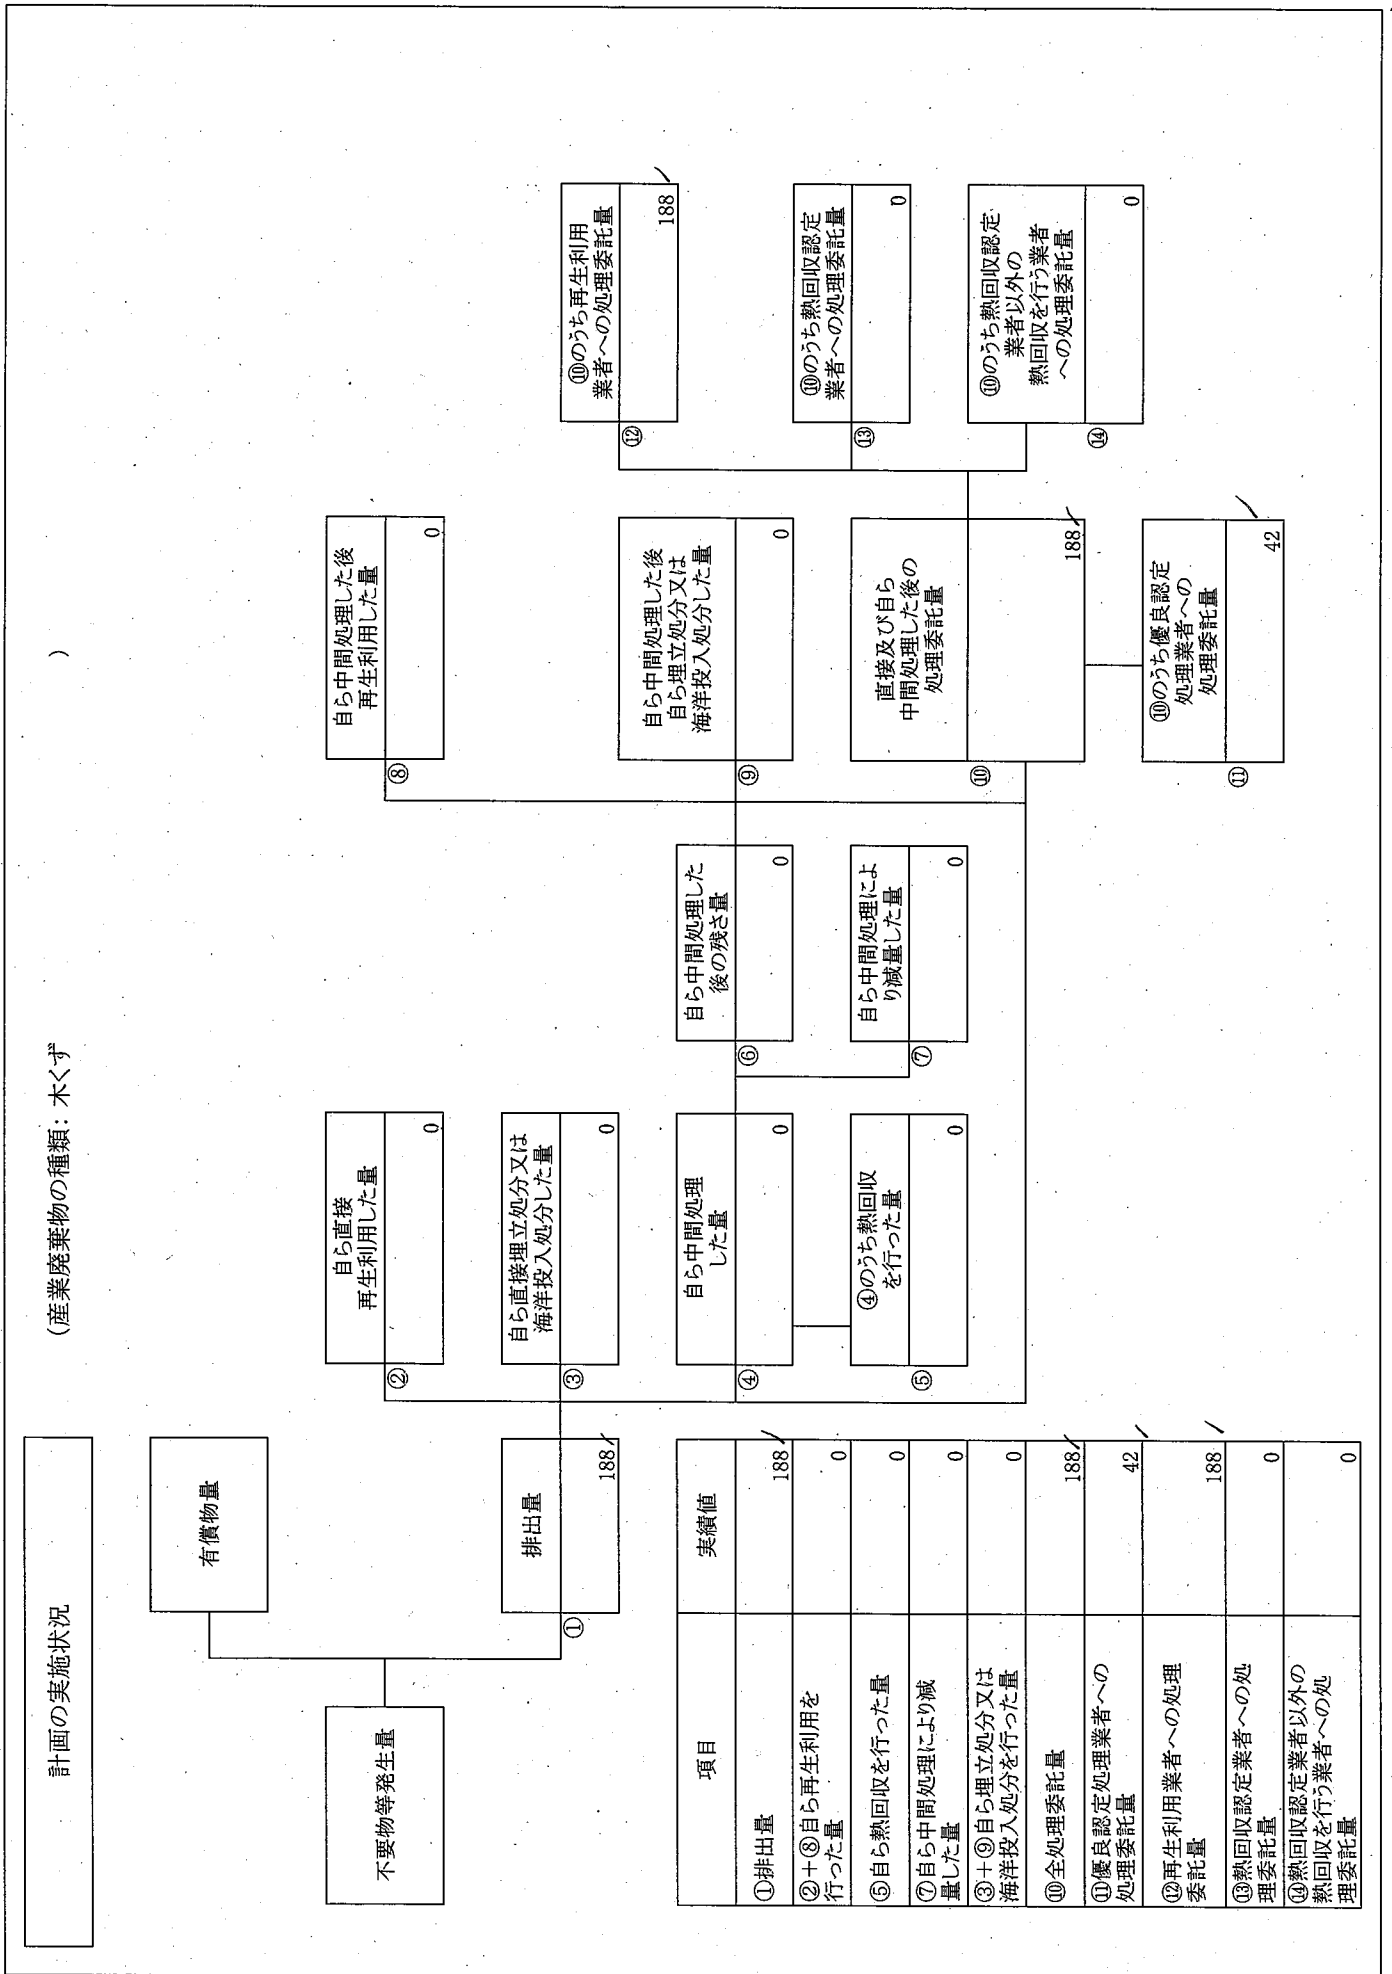 計画の実施状況
(産業廃棄物の種類：木くず
)
不要物等発生量
有償物量
①
排出量
188
②
自ら直接
再生利用した量
0
③
自ら直接埋立処分又は
海洋投入処分した量
0
④
自ら中間処理
した量
0
⑤
④のうち熱回収
を行った量
0
⑥
自ら中間処理した
後の残さ量
0
⑦
自ら中間処理によ
り減量した量
0
⑧
自ら中間処理した後
再生利用した量
0
⑨
自ら中間処理した後
自ら埋立処分又は
海洋投入処分した量
0
⑩
直接及び自ら
中間処理した後の
処理委託量
188
⑪
⑩のうち優良認定
処理業者への
処理委託量
42
⑫
⑩のうち再生利用
業者への処理委託量
188
⑬
⑩のうち熱回収認定
業者への処理委託量
0
⑭
⑩のうち熱回収認定
業者以外の
熱回収を行う業者
への処理委託量
0
項目 実績値
①排出量 188
②+⑧自ら再生利用を
行った量 0
⑤自ら熱回収を行った量 0
⑦自ら中間処理により減
量した量 0
③+⑨自ら埋立処分又は
海洋投入処分を行った量 0
⑩全処理委託量 188
⑪優良認定処理業者への
処理委託量 42
⑫再生利用業者への処理
委託量 188
⑬熱回収認定業者への処
理委託量 0
⑭熱回収認定業者以外の
熱回収を行う業者への処
理委託量 0